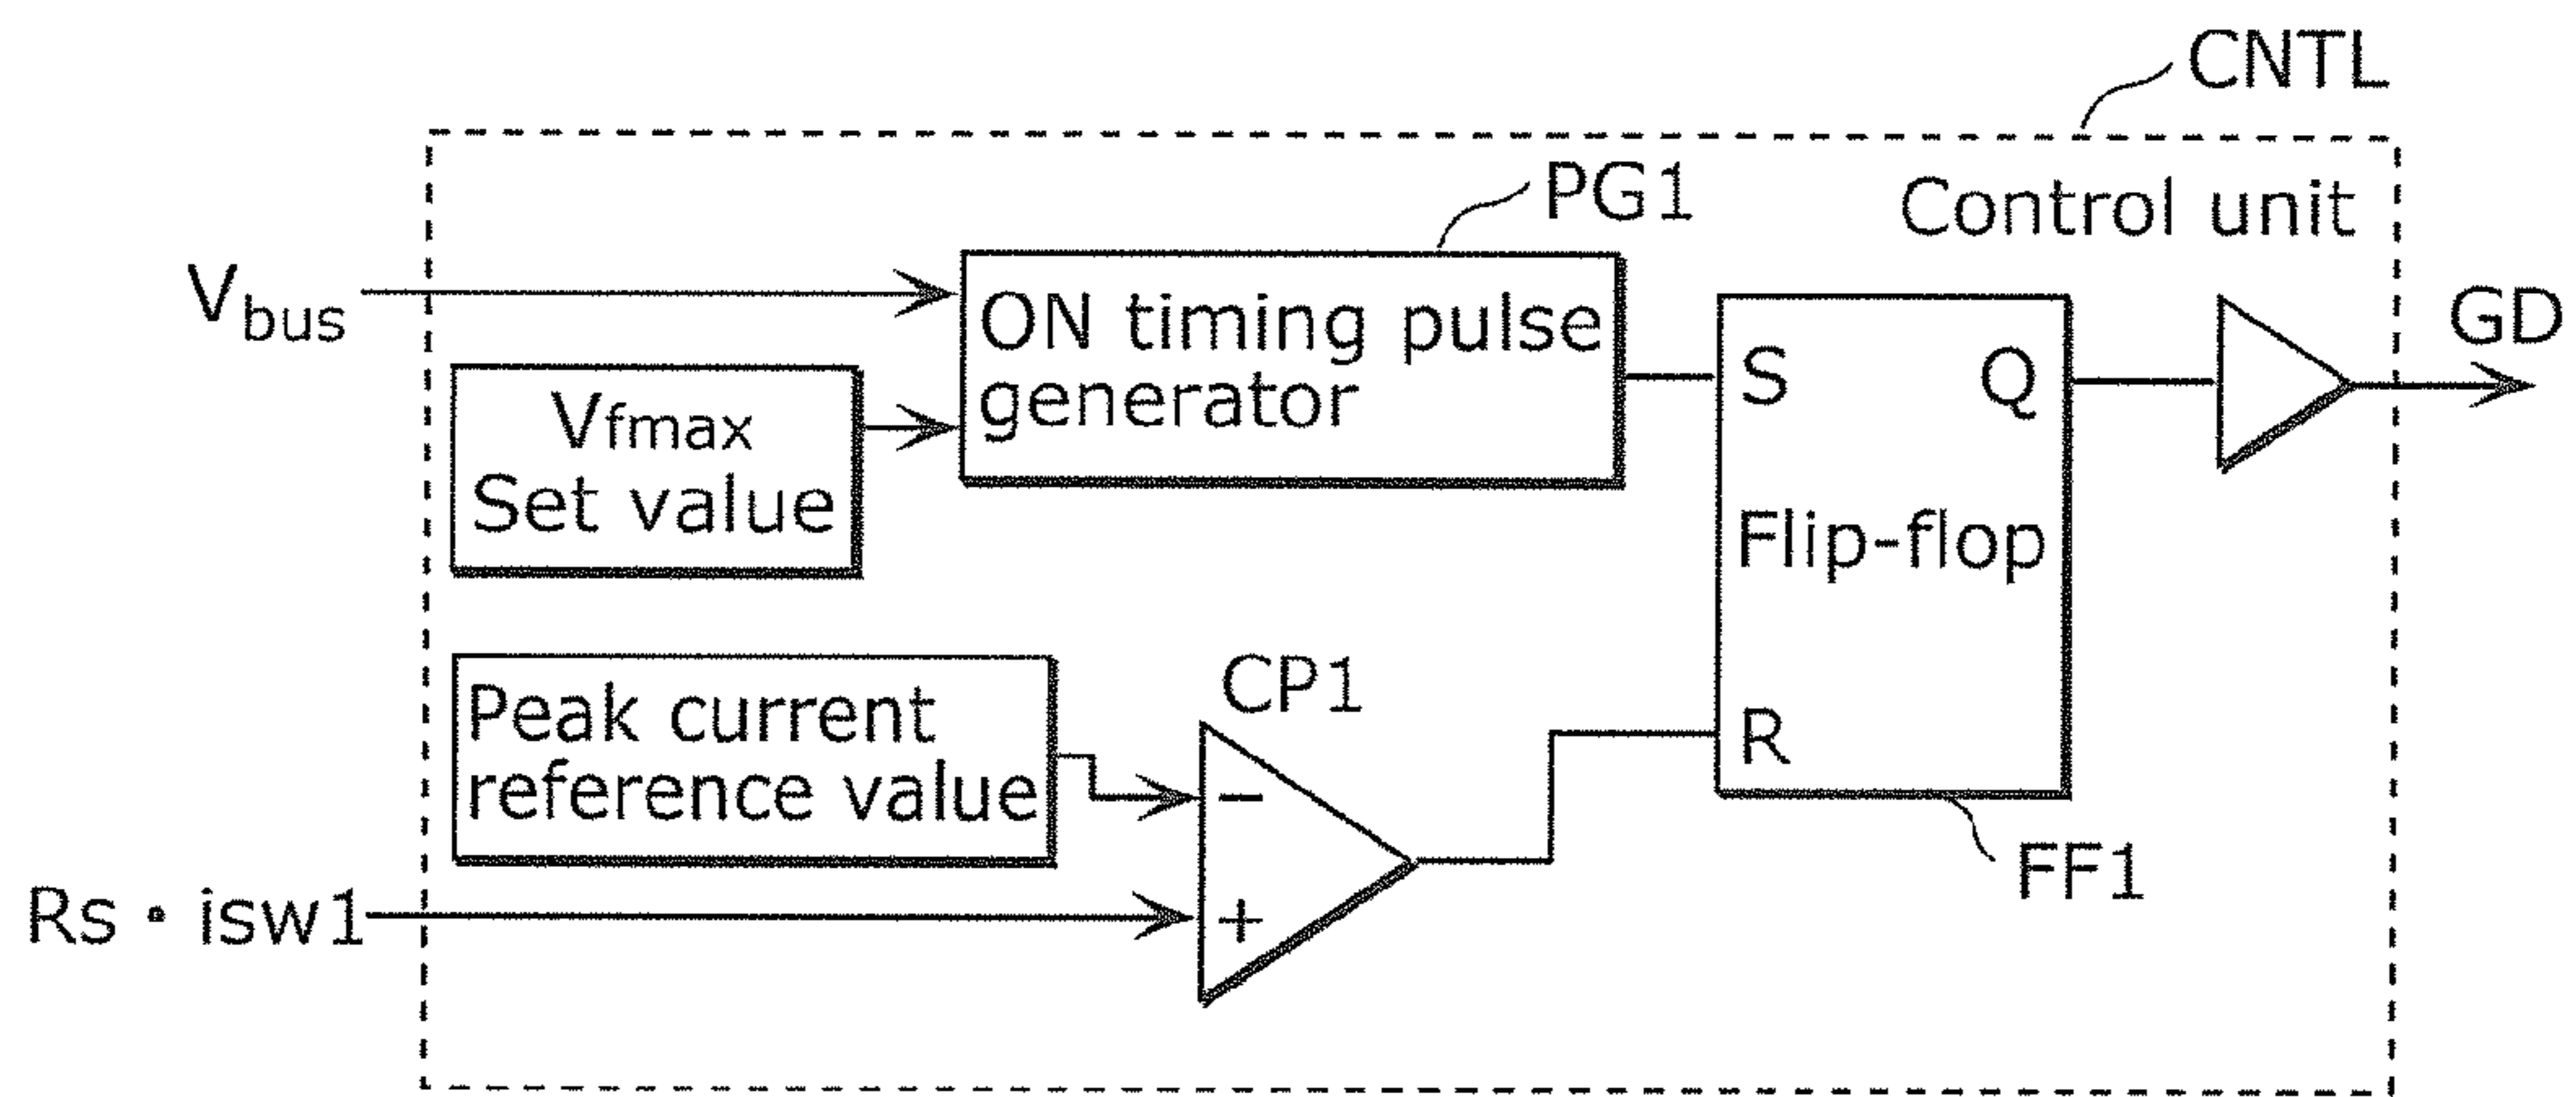 CNTL
Control unit
PG1
Vbus
ON timing pulse
generator
GD
Vfmax
Set value
S
Q
Flip-flop
R
FF1
Peak current
reference value
CP1
−
+
Rs・isw1